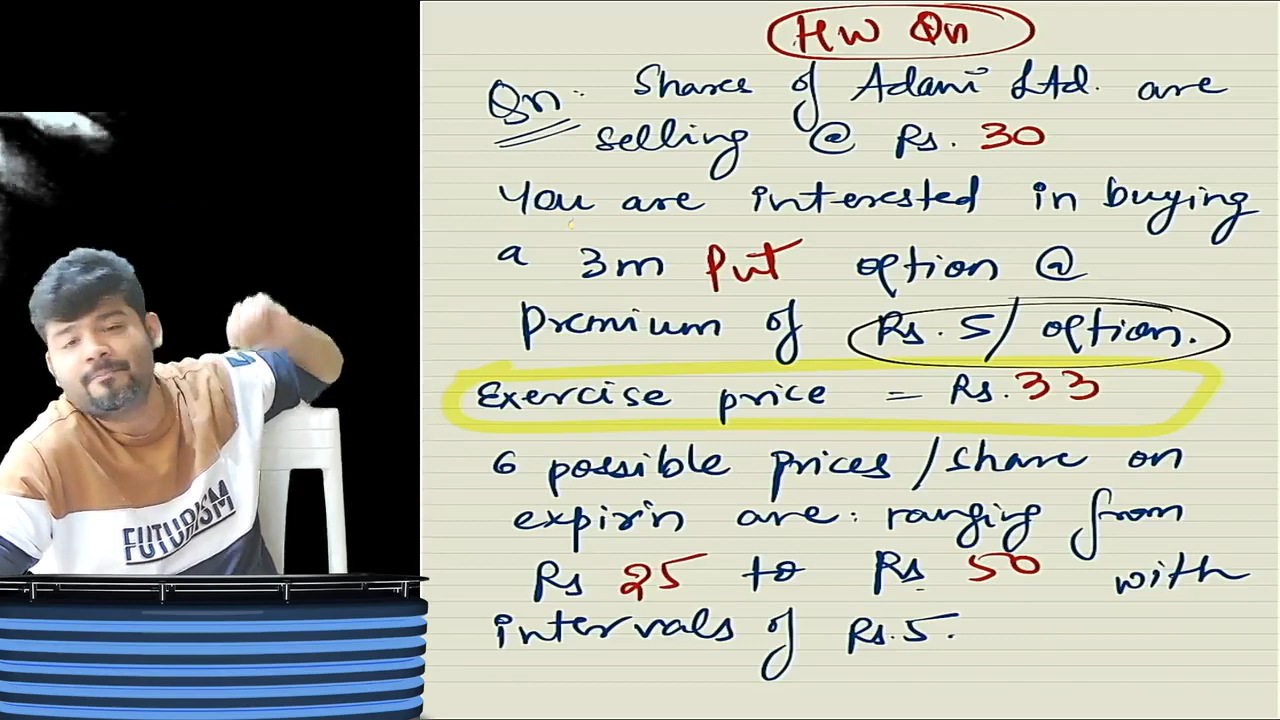 HW Qn
Qn: Shares of Adani Ltd. are
selling @ Rs. 30
You are interested in buying
a 3m Put option @
premium of Rs. 5/ option.
Exercise price = Rs. 33
6 possible prices / share on
expirin are: ranging from
Rs 25 to Rs 50 with
intervals of Rs. 5.
FUTURISM